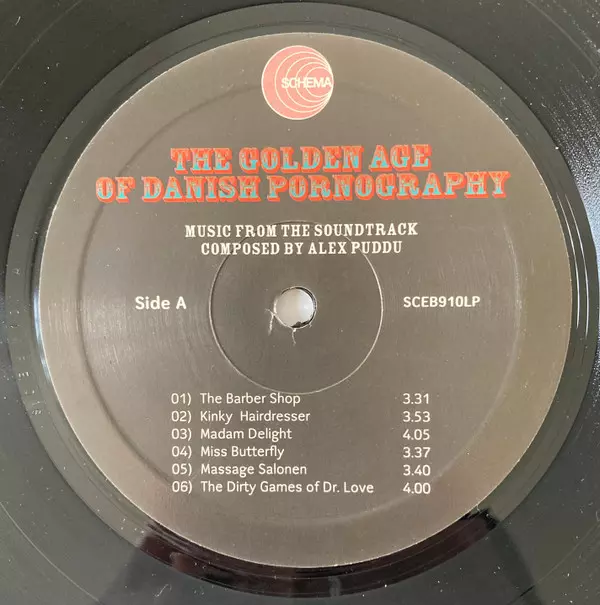 SCHEMA
THE GOLDEN AGE
OF DANISH PORNOGRAPHY
MUSIC FROM THE SOUNDTRACK
COMPOSED BY ALEX PUDDU
Side A
SCEB910LP
01) The Barber Shop 3.31
02) Kinky Hairdresser 3.53
03) Madam Delight 4.05
04) Miss Butterfly 3.37
05) Massage Salonen 3.40
06) The Dirty Games of Dr. Love 4.00